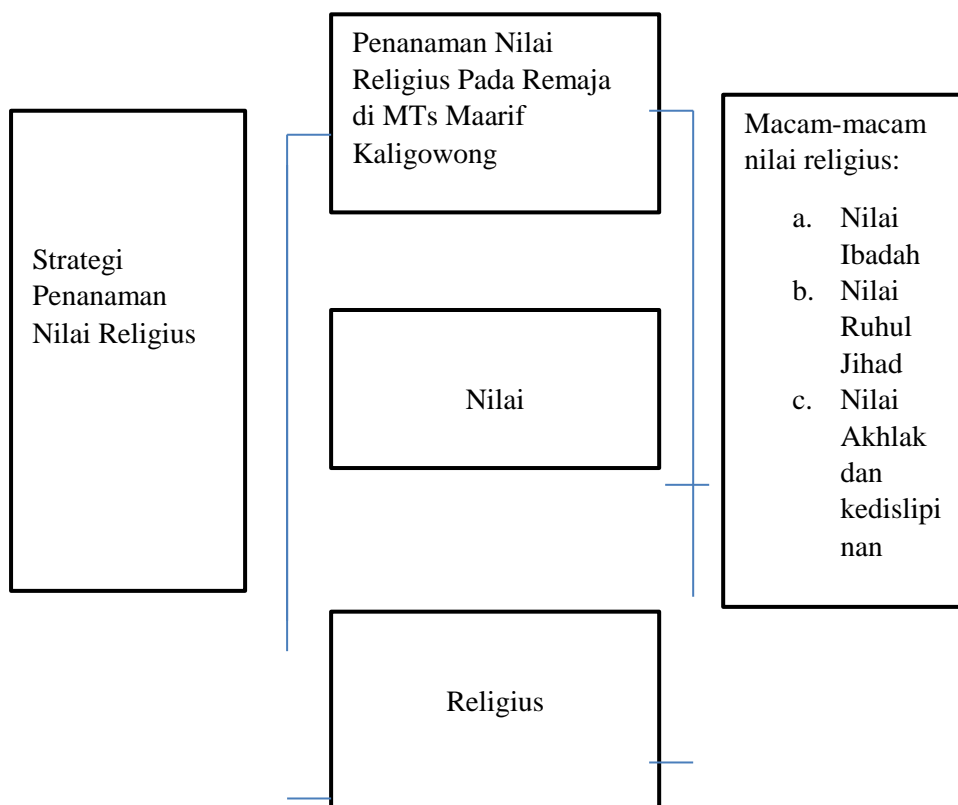 Strategi
Penanaman
Nilai Religius
Penanaman Nilai
Religius Pada Remaja
di MTs Maarif
Kaligowong
Nilai
Religius
Macam-macam
nilai religius:
a. Nilai
Ibadah
b. Nilai
Ruhul
Jihad
c. Nilai
Akhlak
dan
kedislipi
nan